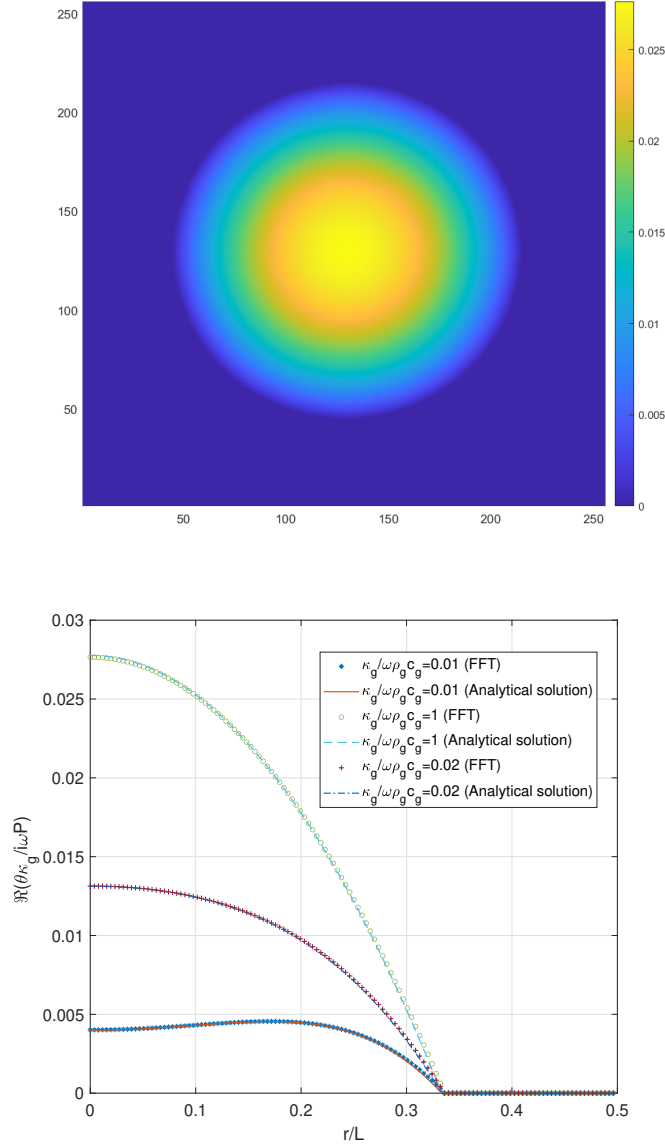 250
200
150
100
50
50 100 150 200 250
0.025
0.02
0.015
0.01
0.005
0
0.03
0.025
0.02
0.015
0.01
0.005
0
ℜ(θκg/iωP)
κg/ωρgcg=0.01 (FFT)
κg/ωρgcg=0.01 (Analytical solution)
κg/ωρgcg=1 (FFT)
κg/ωρgcg=1 (Analytical solution)
κg/ωρgcg=0.02 (FFT)
κg/ωρgcg=0.02 (Analytical solution)
0 0.1 0.2 0.3 0.4 0.5
r/L